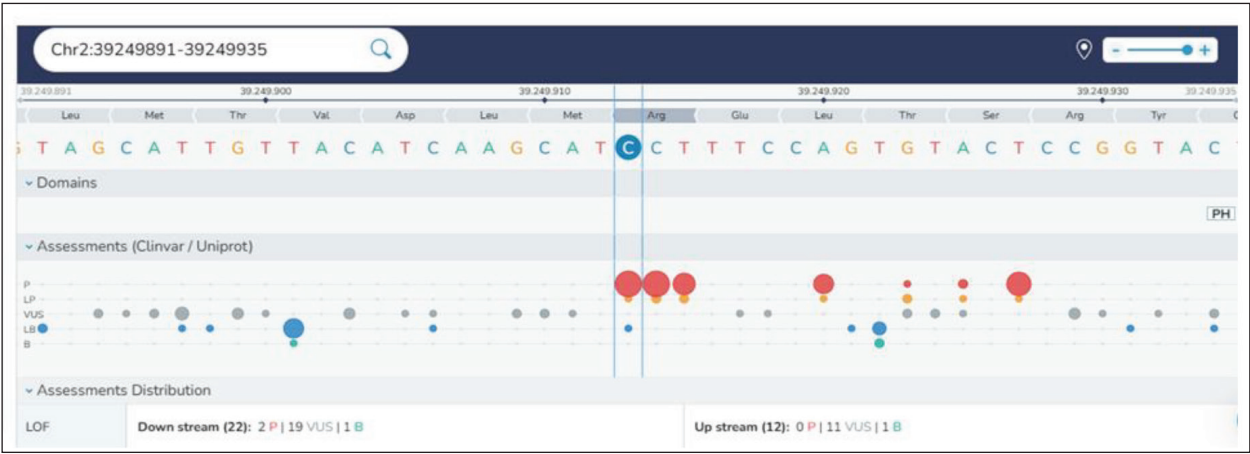 Chr2:39249891-39249935
- +
39.249.891 39.249.900 39.249.910 39.249.920 39.249.930 39.249.935
Leu Met Thr Val Asp Leu Met Arg Glu Leu Thr Ser Arg Tyr
T A G C A T T G T T A C A T C A A G C A T C C T T T C C A G T G T A C T C C G G T A C
Domains
PH
Assessments (Clinvar / Uniprot)
P
LP
VUS
LB
B
Assessments Distribution
LOF Down stream (22): 2 P | 19 VUS | 1 B Up stream (12): 0 P | 11 VUS | 1 B